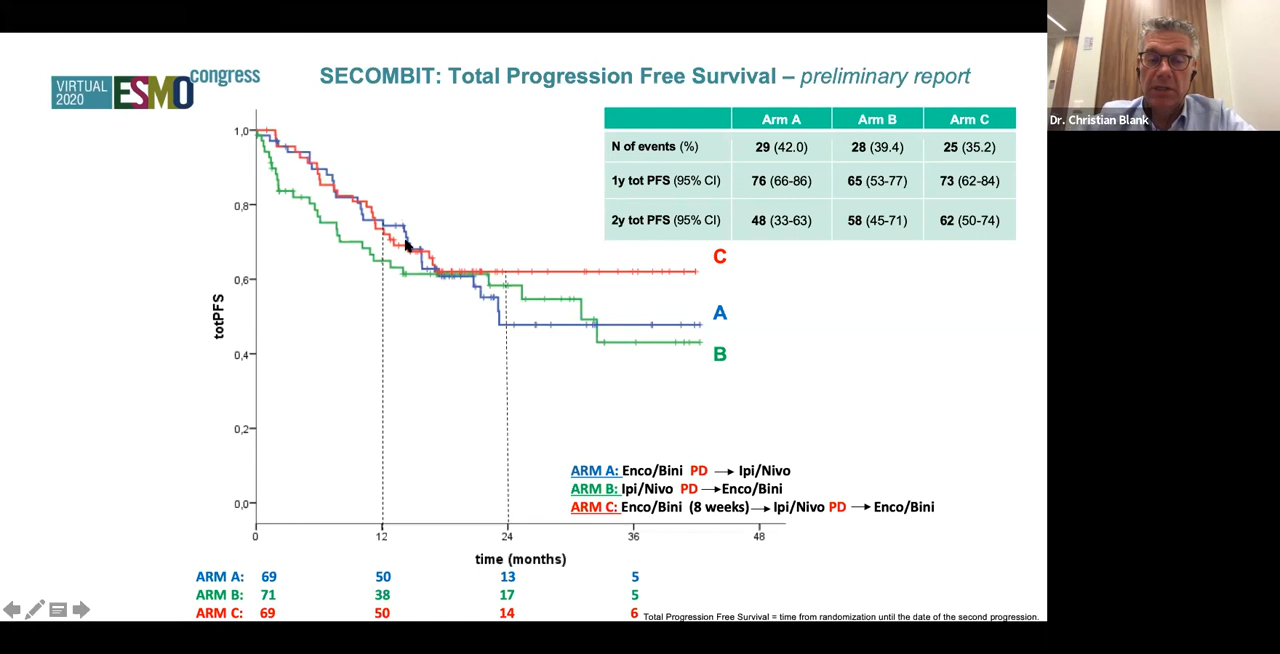 VIRTUAL 2020 ESMO congress
SECOMBIT: Total Progression Free Survival – preliminary report
Arm A Arm B Arm C
N of events (%) 29 (42.0) 28 (39.4) 25 (35.2)
1y tot PFS (95% CI) 76 (66-86) 65 (53-77) 73 (62-84)
2y tot PFS (95% CI) 48 (33-63) 58 (45-71) 62 (50-74)
Dr. Christian Blank
1,0
0,8
0,6
0,4
0,2
0,0
totPFS
C
A
B
ARM A: Enco/Bini PD → Ipi/Nivo
ARM B: Ipi/Nivo PD → Enco/Bini
ARM C: Enco/Bini (8 weeks) → Ipi/Nivo PD → Enco/Bini
0 12 24 36 48
time (months)
ARM A: 69 50 13 5
ARM B: 71 38 17 5
ARM C: 69 50 14 6
Total Progression Free Survival = time from randomization until the date of the second progression.